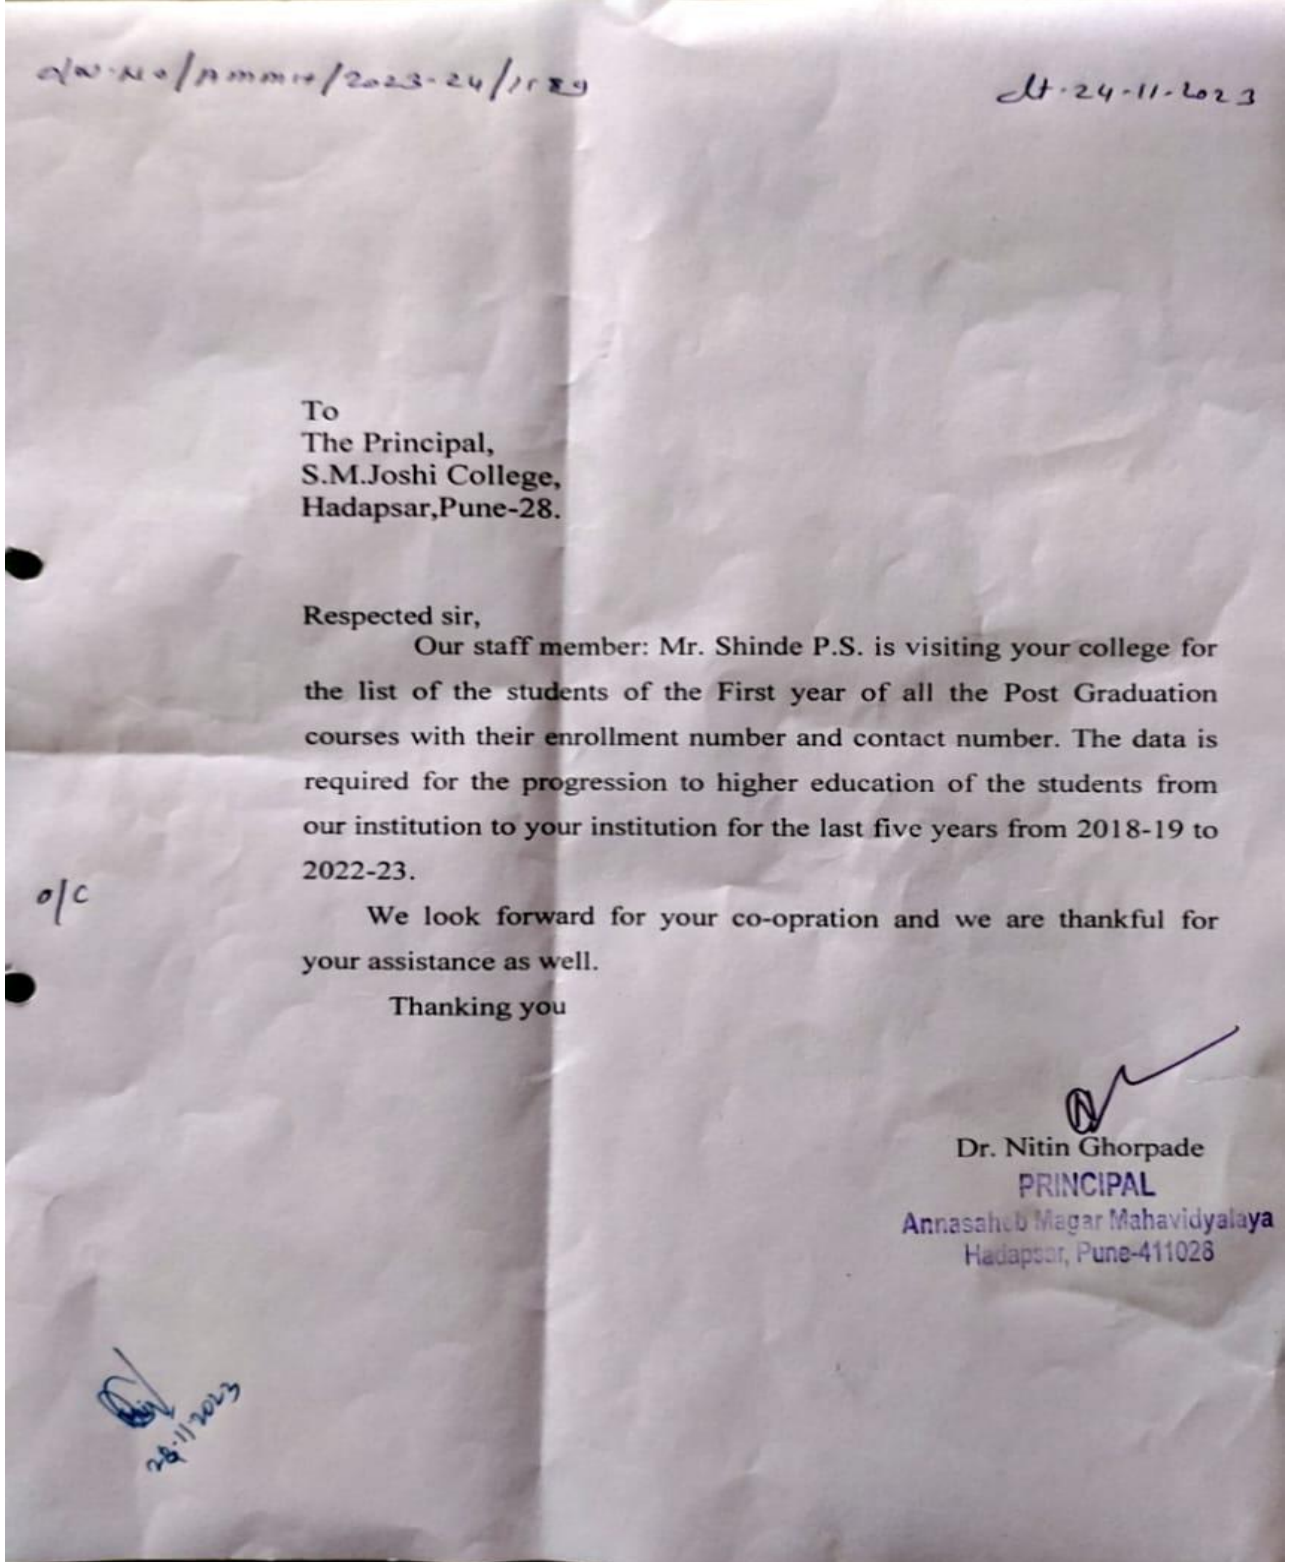 /2023-24/1589
dt. 24-11-2023
To
The Principal,
S.M.Joshi College,
Hadapsar,Pune-28.
Respected sir,
Our staff member: Mr. Shinde P.S. is visiting your college for
the list of the students of the First year of all the Post Graduation
courses with their enrollment number and contact number. The data is
required for the progression to higher education of the students from
our institution to your institution for the last five years from 2018-19 to
2022-23.
o/c
We look forward for your co-opration and we are thankful for
your assistance as well.
Thanking you
Dr. Nitin Ghorpade
PRINCIPAL
Annasaheb Magar Mahavidyalaya
Hadapsar, Pune-411028
28.11.2023